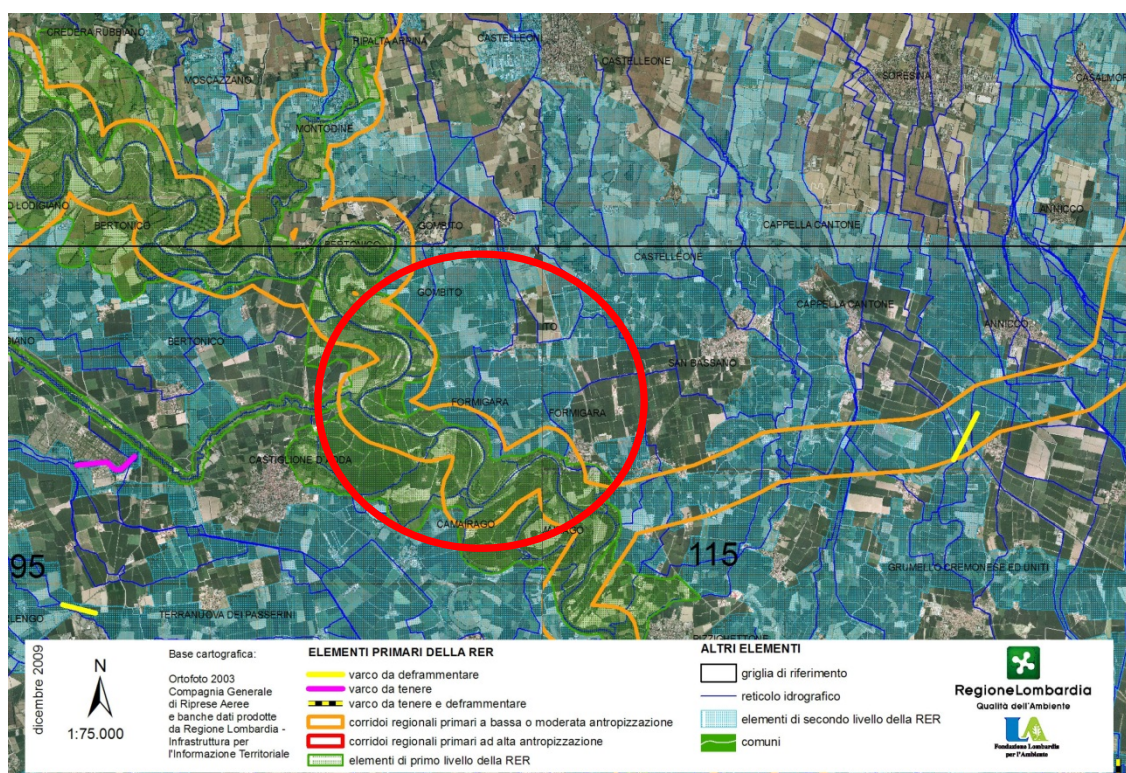 CREDERA RUBBIANO
RIPALTA ARPINA
CASTELLEONE
MOSCAZZANO
CASTELLEONE
SORESINA
CASALMOR
MONTODINE
O LODIGIANO
BERTONICO
BERTONICO
GOMBITO
CAPPELLA CANTONE
ANNICCO
CASTELLEONE
GOMBITO
CAPPELLA CANTONE
DIANO
BERTONICO
ITO
ANNICCO
SAN BASSANO
FORMIGARA
FORMIGARA
CASTIGLIONE D'ADDA
CAMAIRAGO
95
115
GRUMELLO CREMONESE ED UNITI
LENGO
TERRANUOVA DEI PASSERINI
PIZZIGHETTONE
dicembre 2009
N
1:75.000
Base cartografica:
Ortofoto 2003
Compagnia Generale
di Riprese Aeree
e banche dati prodotte
da Regione Lombardia -
Infrastruttura per
l'Informazione Territoriale
ELEMENTI PRIMARI DELLA RER
varco da deframmentare
varco da tenere
varco da tenere e deframmentare
corridoi regionali primari a bassa o moderata antropizzazione
corridoi regionali primari ad alta antropizzazione
elementi di primo livello della RER
ALTRI ELEMENTI
griglia di riferimento
reticolo idrografico
elementi di secondo livello della RER
comuni
RegioneLombardia
Qualità dell'Ambiente
Fondazione Lombardia
per l'Ambiente